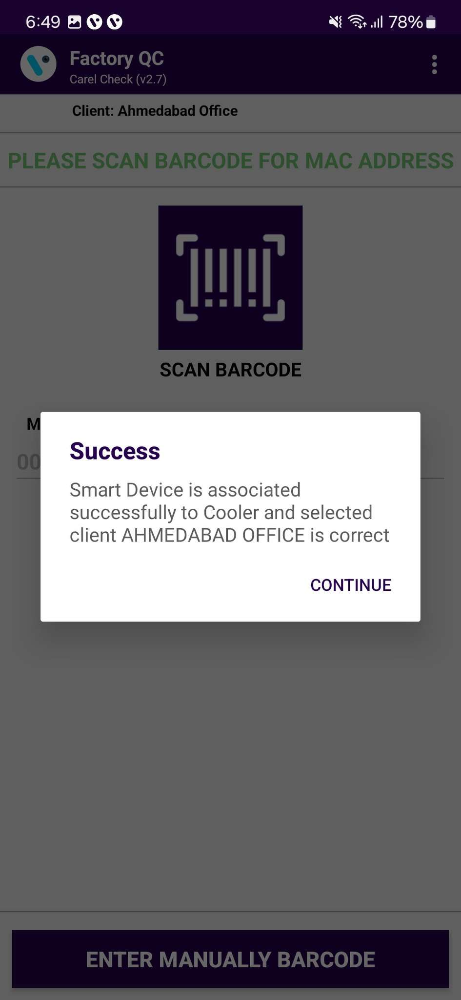 6:49 78%
Factory QC
Carel Check (v2.7)
Client: Ahmedabad Office
PLEASE SCAN BARCODE FOR MAC ADDRESS
SCAN BARCODE
M
00
Success
Smart Device is associated
successfully to Cooler and selected
client AHMEDABAD OFFICE is correct
CONTINUE
ENTER MANUALLY BARCODE